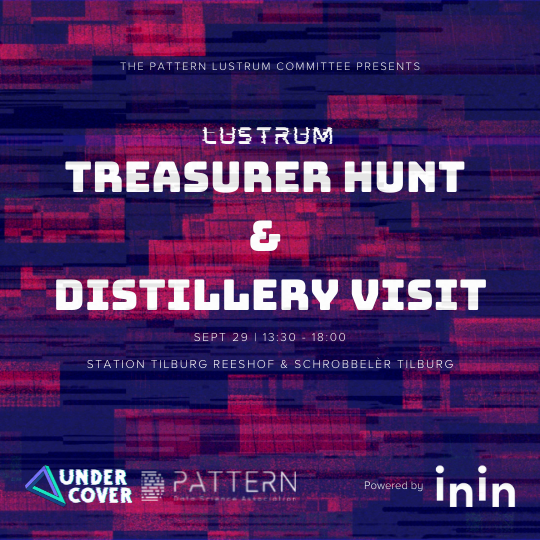 THE PATTERN LUSTRUM COMMITTEE PRESENTS
LUSTRUM
TREASURER HUNT
&
DISTILLERY VISIT
SEPT 29 | 13:30 - 18:00
STATION TILBURG REESHOF & SCHROBBELÈR TILBURG
UNDER
COVER
PATTERN
Data Science Association
Powered by
inin